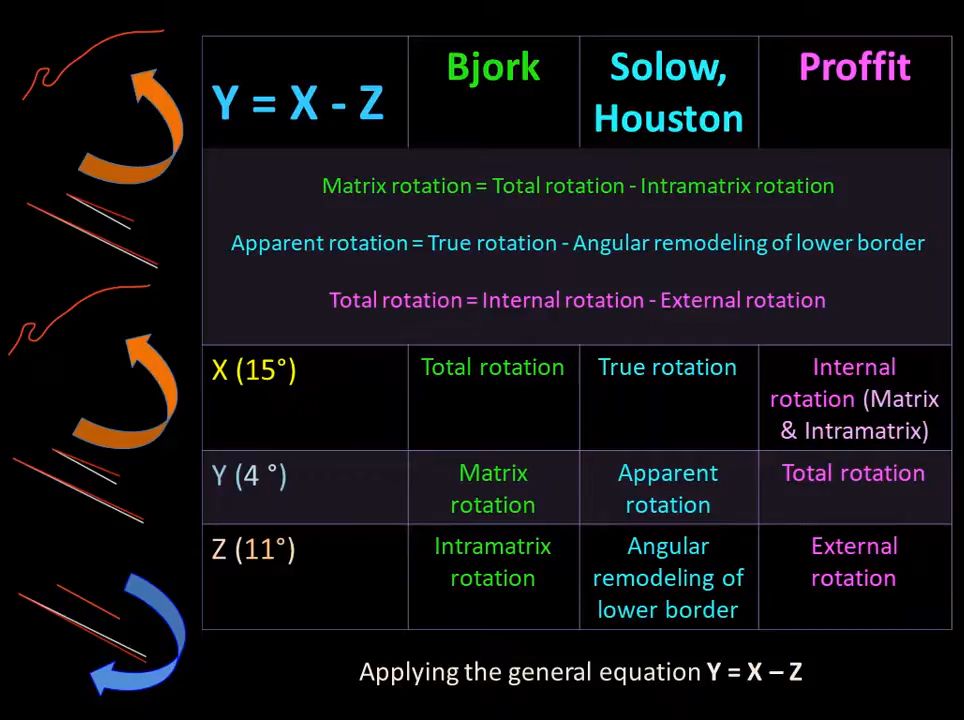 Y = X - Z
Bjork
Solow,
Houston
Proffit
Matrix rotation = Total rotation - Intramatrix rotation
Apparent rotation = True rotation - Angular remodeling of lower border
Total rotation = Internal rotation - External rotation
X (15°)
Total rotation
True rotation
Internal
rotation (Matrix
& Intramatrix)
Y (4 °)
Matrix
rotation
Apparent
rotation
Total rotation
Z (11°)
Intramatrix
rotation
Angular
remodeling of
lower border
External
rotation
Applying the general equation Y = X – Z